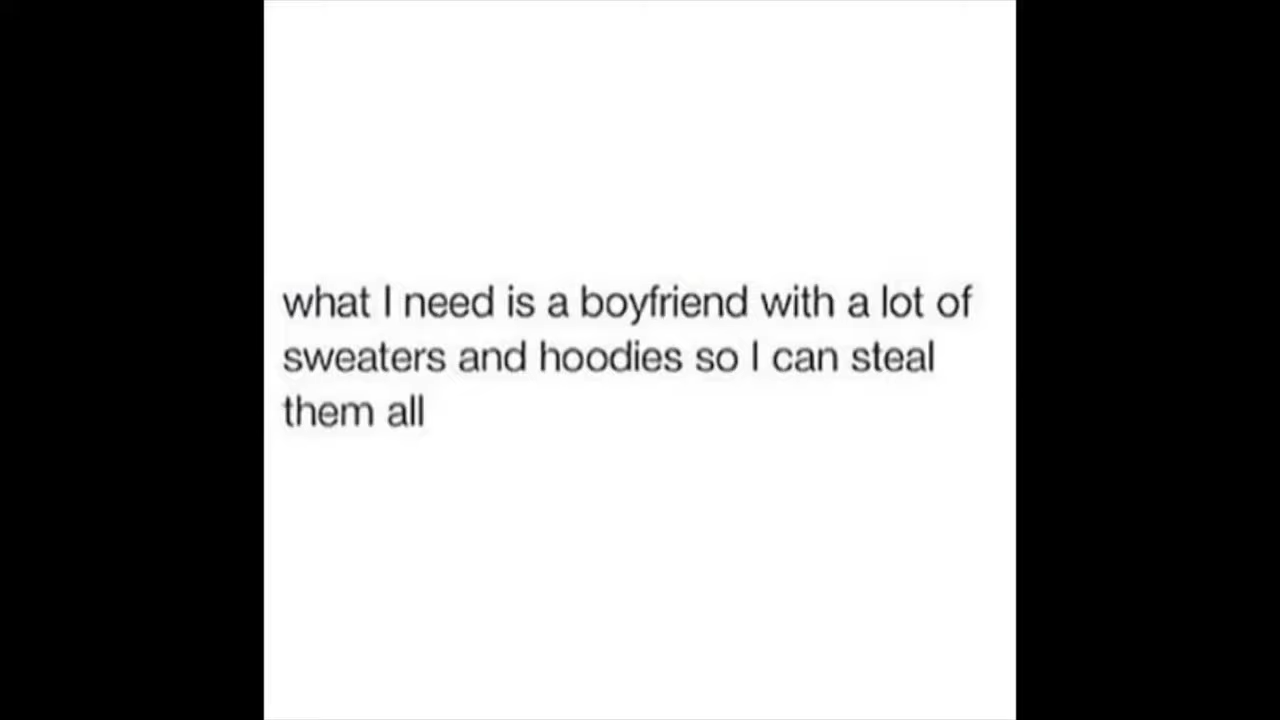 what I need is a boyfriend with a lot of
sweaters and hoodies so I can steal
them all